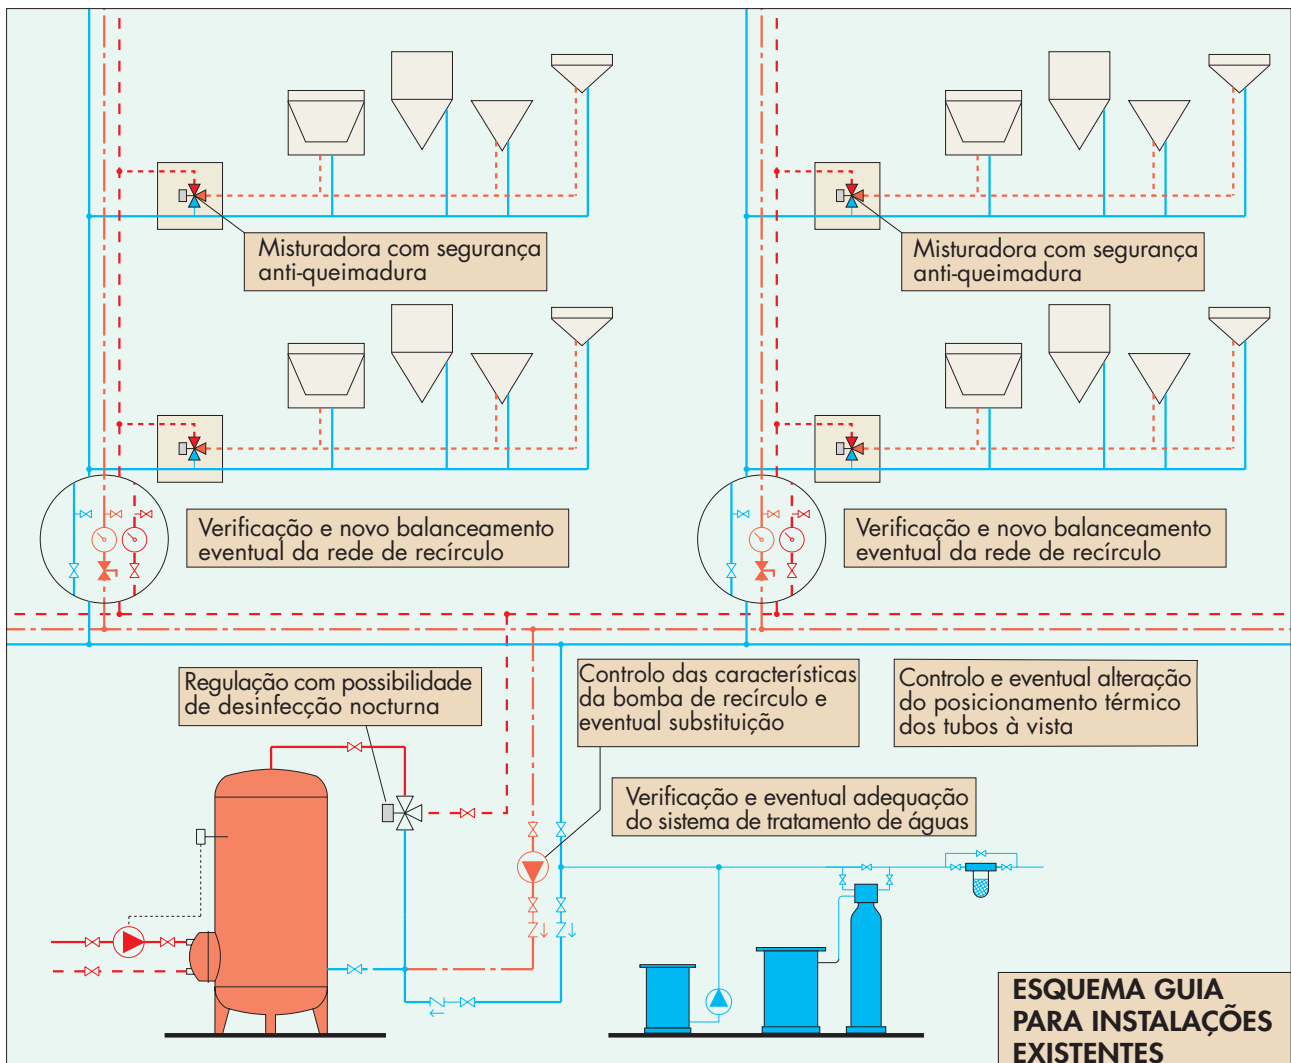 Misturadora com segurança
anti-queimadura
Misturadora com segurança
anti-queimadura
Verificação e novo balanceamento
eventual da rede de recírculo
Verificação e novo balanceamento
eventual da rede de recírculo
Regulação com possibilidade
de desinfecção nocturna
Controlo das características
da bomba de recírculo e
eventual substituição
Controlo e eventual alteração
do posicionamento térmico
dos tubos à vista
Verificação e eventual adequação
do sistema de tratamento de águas
ESQUEMA GUIA
PARA INSTALAÇÕES
EXISTENTES